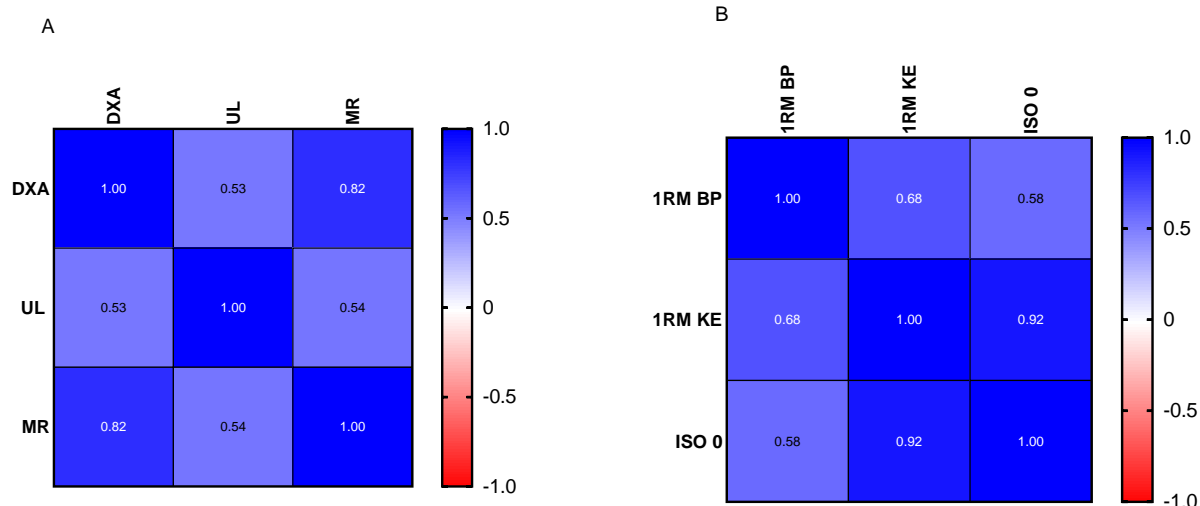 A
DXA UL MR
DXA 1.00 0.53 0.82
UL 0.53 1.00 0.54
MR 0.82 0.54 1.00
1.0
0.5
0
-0.5
-1.0
B
1RM BP 1RM KE ISO 0
1RM BP 1.00 0.68 0.58
1RM KE 0.68 1.00 0.92
ISO 0 0.58 0.92 1.00
1.0
0.5
0
-0.5
-1.0